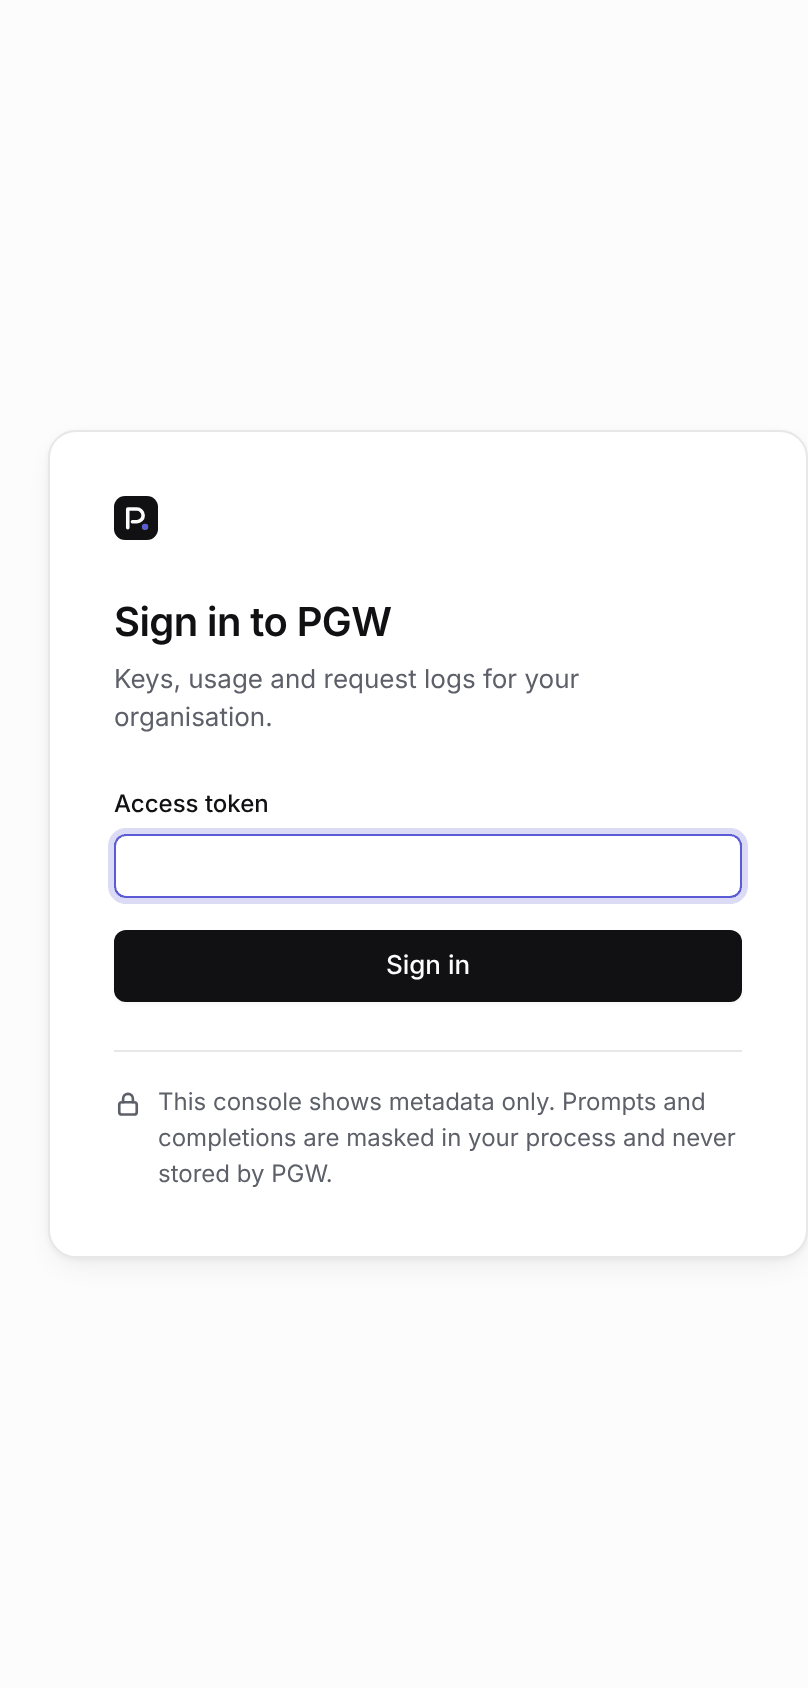 P.
Sign in to PGW
Keys, usage and request logs for your
organisation.
Access token
Sign in
This console shows metadata only. Prompts and
completions are masked in your process and never
stored by PGW.